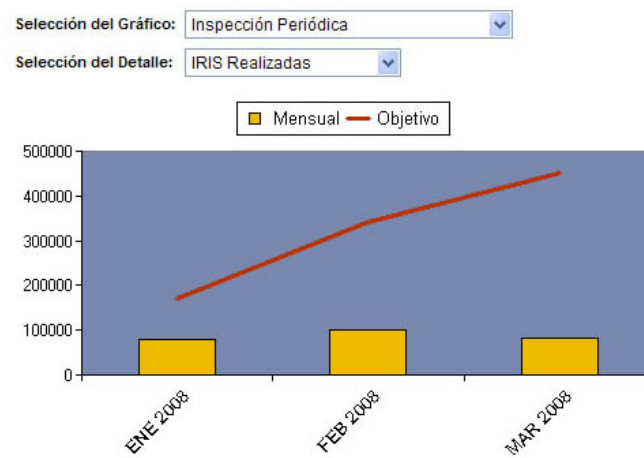 Selección del Gráfico: Inspección Periódica
Selección del Detalle: IRIS Realizadas
Mensual Objetivo
500000
400000
300000
200000
100000
0
ENE 2008
FEB 2008
MAR 2008